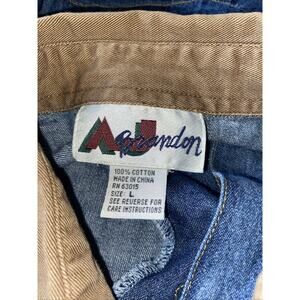 AJ Brandon
100% COTTON
MADE IN CHINA
RN 63015
SIZE: L
SEE REVERSE FOR
CARE INSTRUCTIONS